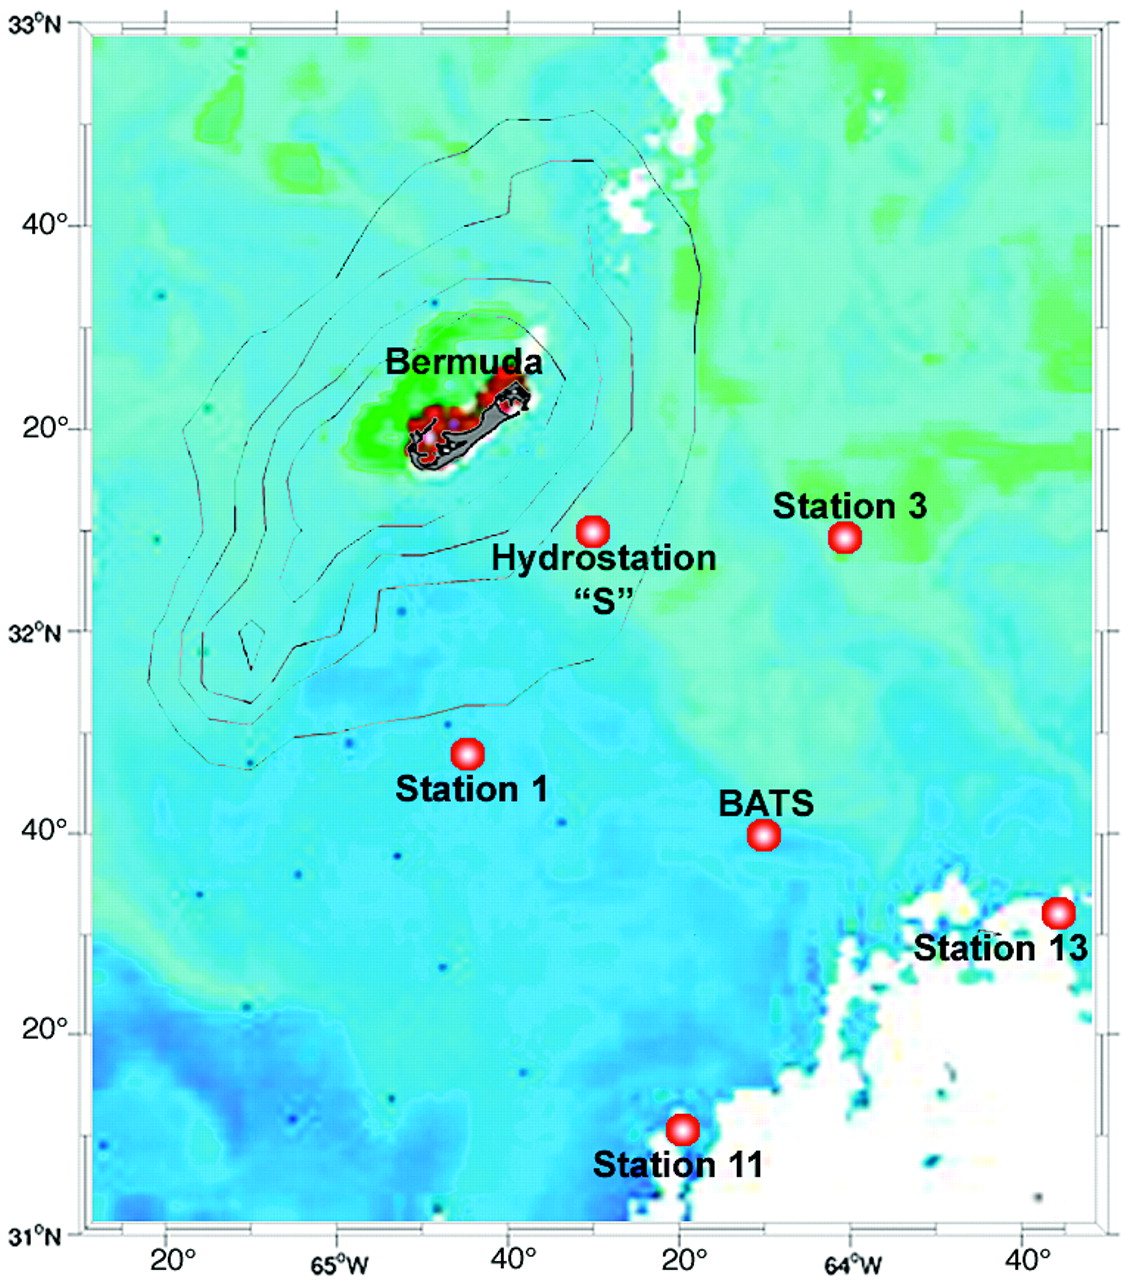 33°N
40°
Bermuda
20°
Station 3
Hydrostation
“S”
32°N
Station 1
BATS
40°
Station 13
20°
Station 11
31°N
20°
65°W
40°
20°
64°W
40°